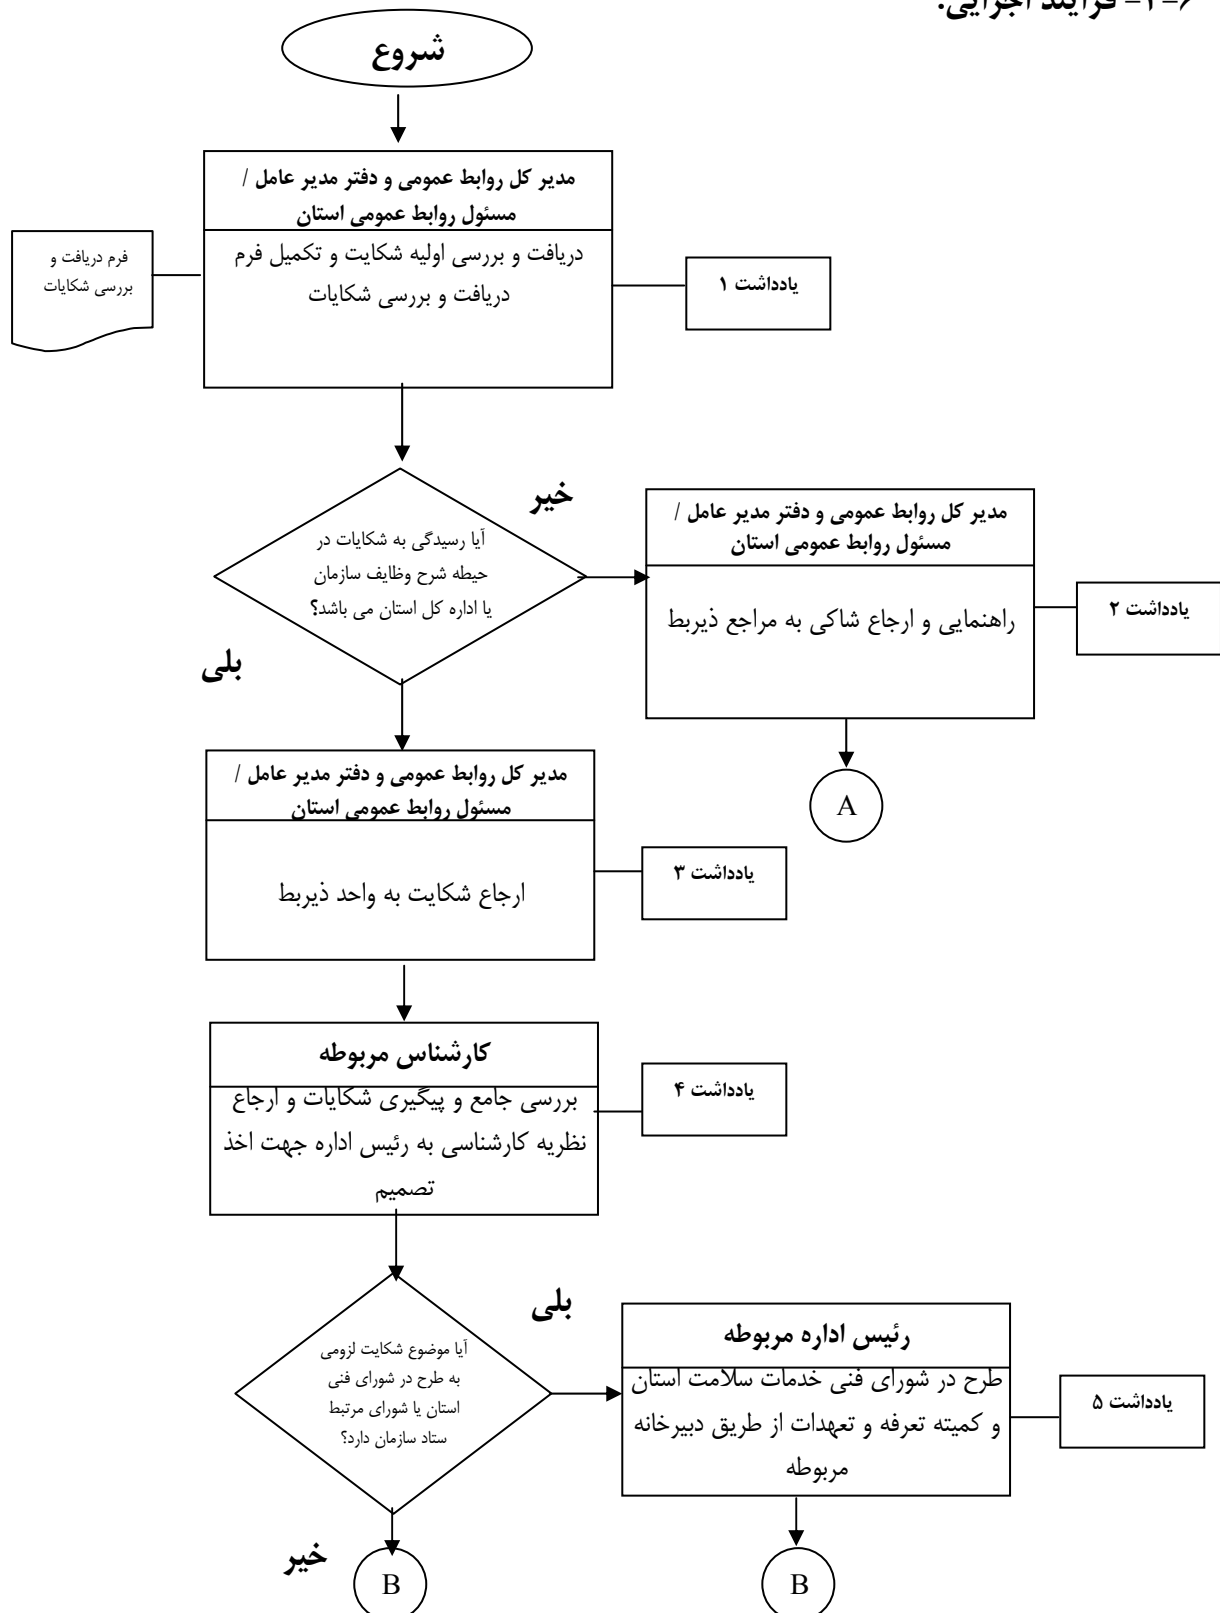 ۶-۲- فرآیند اجرایی:
شروع
مدیر کل روابط عمومی و دفتر مدیر عامل /
مسئول روابط عمومی استان
دریافت و بررسی اولیه شکایت و تکمیل فرم
دریافت و بررسی شکایات
فرم دریافت و
بررسی شکایات
یادداشت ۱
آیا رسیدگی به شکایات در
حیطه شرح وظایف سازمان
یا اداره کل استان می باشد؟
خیر
مدیر کل روابط عمومی و دفتر مدیر عامل /
مسئول روابط عمومی استان
راهنمایی و ارجاع شاکی به مراجع ذیربط
یادداشت ۲
A
بلی
مدیر کل روابط عمومی و دفتر مدیر عامل /
مسئول روابط عمومی استان
ارجاع شکایت به واحد ذیربط
یادداشت ۳
کارشناس مربوطه
بررسی جامع و پیگیری شکایات و ارجاع
نظریه کارشناسی به رئیس اداره جهت اخذ
تصمیم
یادداشت ۴
آیا موضوع شکایت لزومی
به طرح در شورای فنی
استان یا شورای مرتبط
ستاد سازمان دارد؟
بلی
رئیس اداره مربوطه
طرح در شورای فنی خدمات سلامت استان
و کمیته تعرفه و تعهدات از طریق دبیرخانه
مربوطه
یادداشت ۵
خیر
B
B